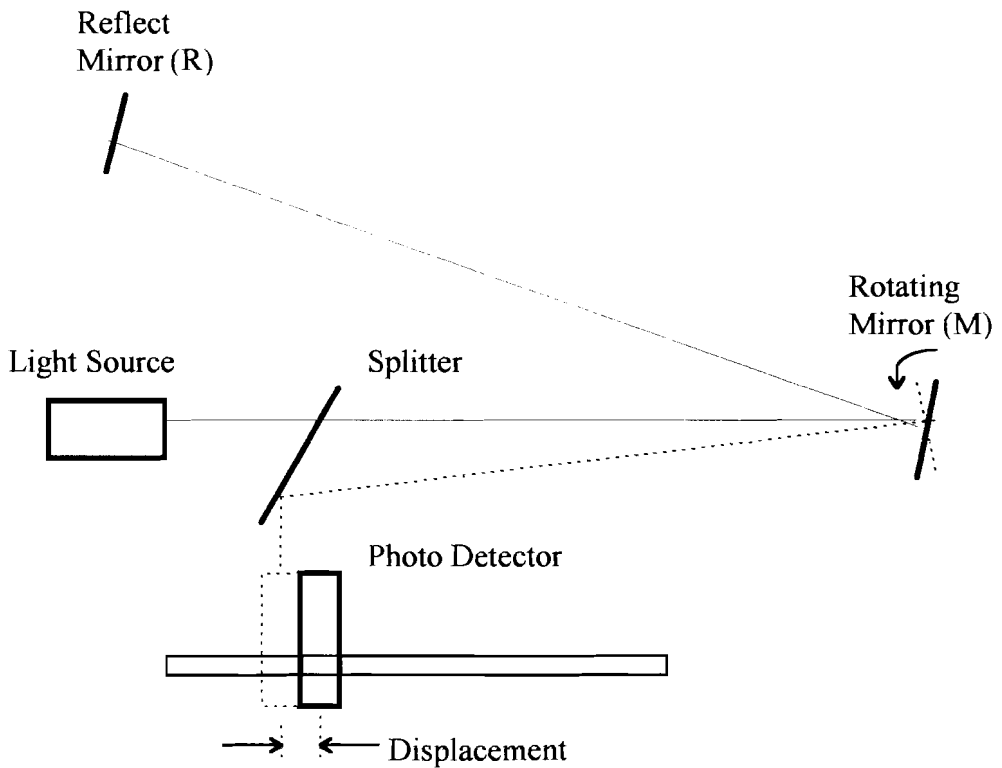 Reflect
Mirror (R)
Rotating
Mirror (M)
Light Source
Splitter
Photo Detector
Displacement